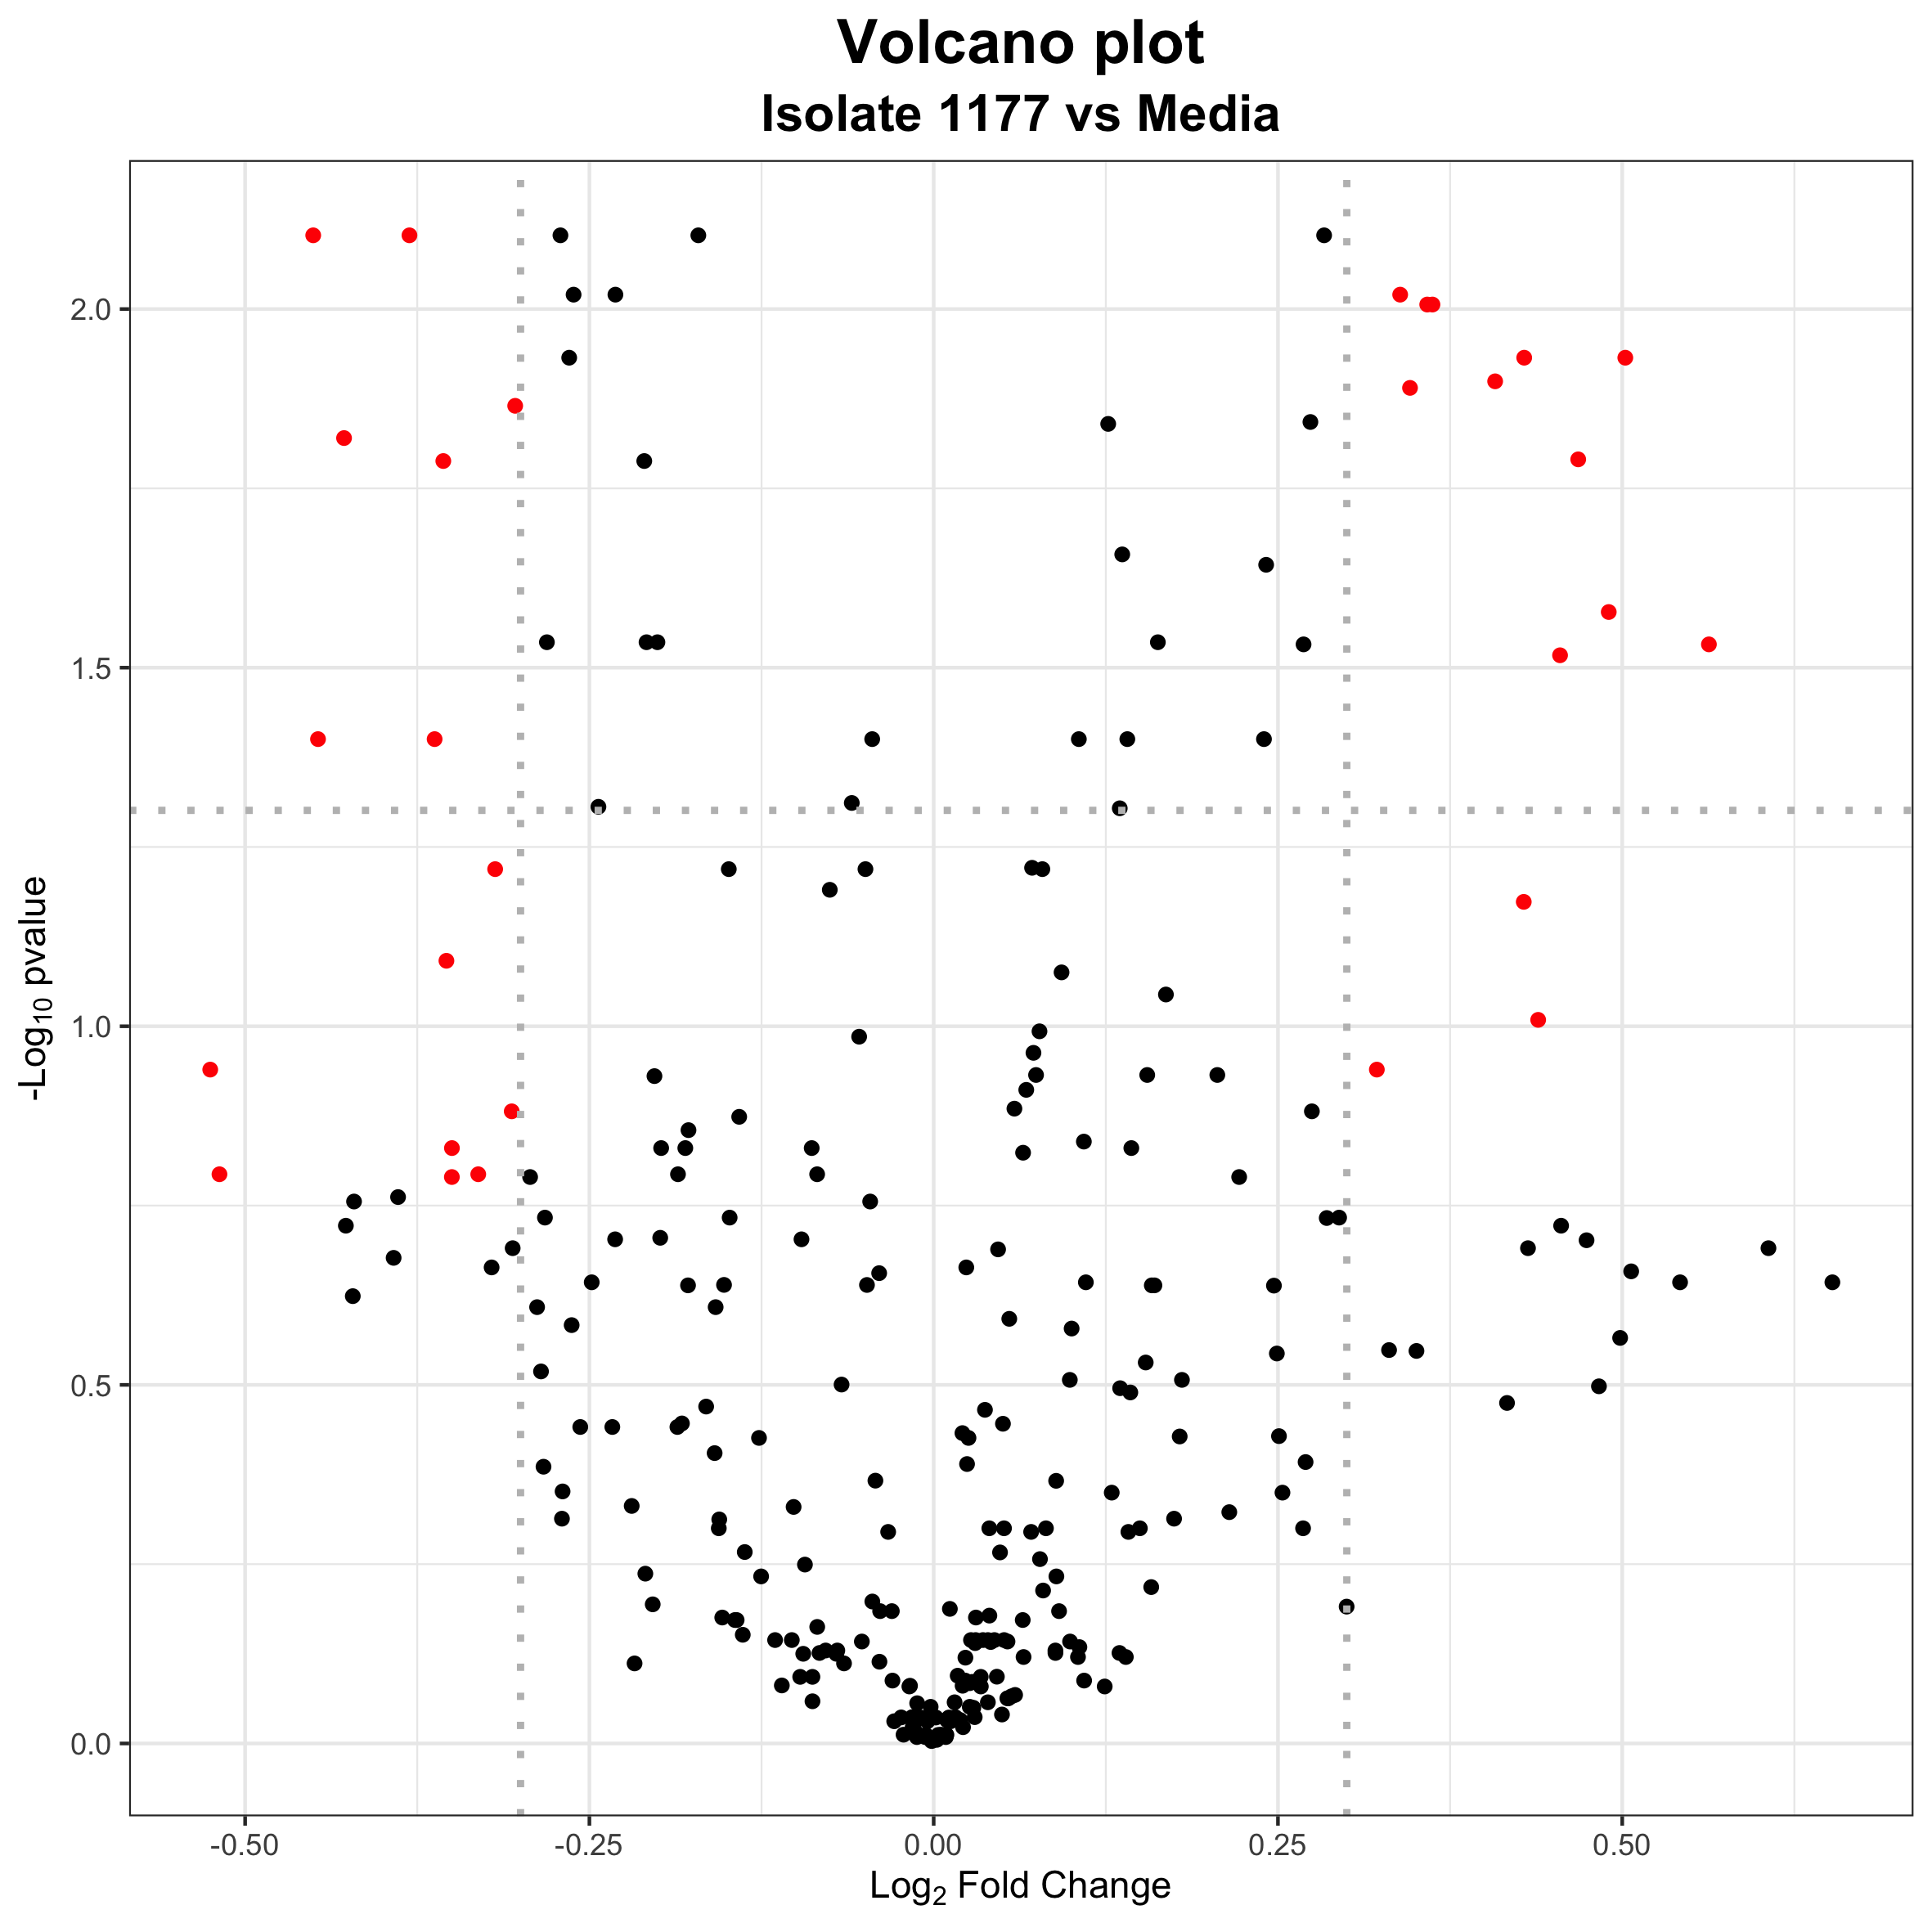 Volcano plot
Isolate 1177 vs Media
2.0
1.5
1.0
0.5
0.0
-Log10 pvalue
-0.50 -0.25 0.00 0.25 0.50
Log2 Fold Change